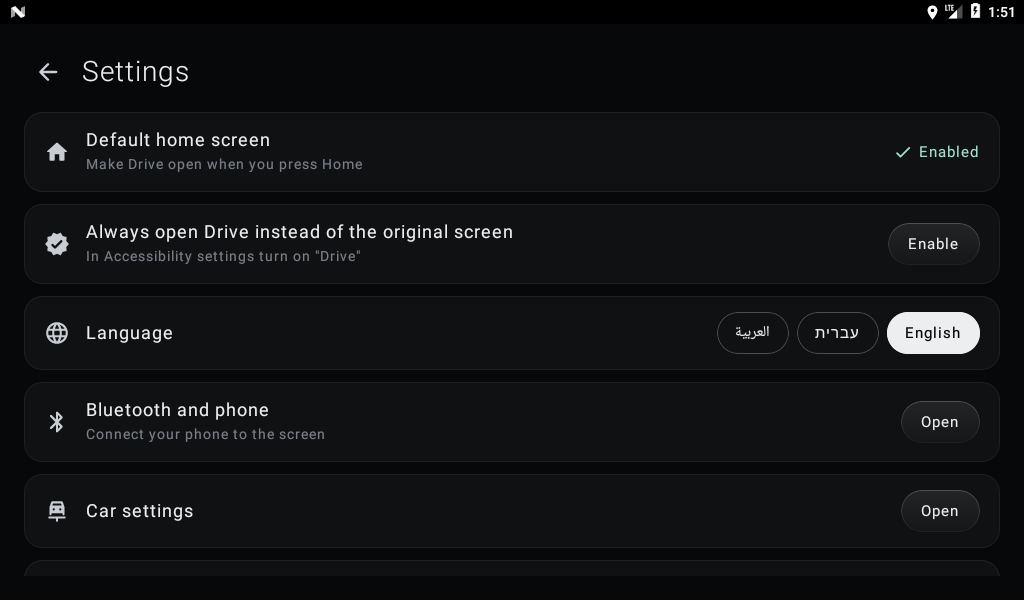 LTE 1:51
Settings
Default home screen
Make Drive open when you press Home
Enabled
Always open Drive instead of the original screen
In Accessibility settings turn on "Drive"
Enable
Language
العربية
עברית
English
Bluetooth and phone
Connect your phone to the screen
Open
Car settings
Open